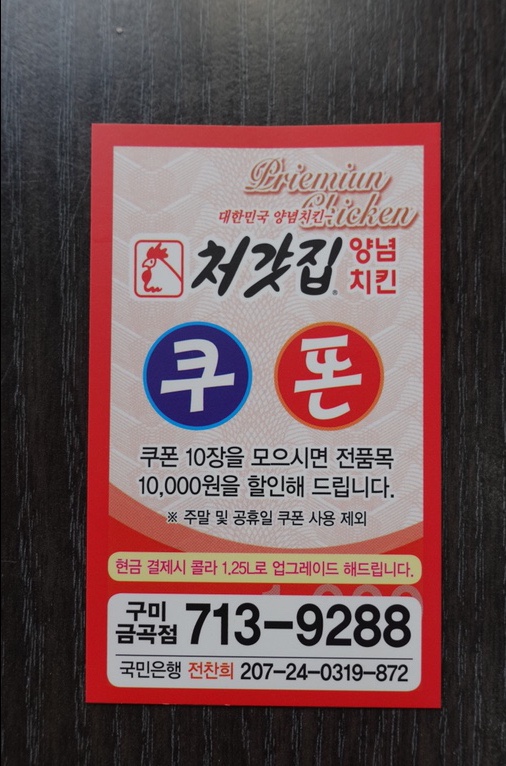 Priemiun
Chicken
대한민국 양념치킨
처갓집 양념
치킨
쿠폰
쿠폰 10장을 모으시면 전품목
10,000원을 할인해 드립니다.
※ 주말 및 공휴일 쿠폰 사용 제외
현금 결제시 콜라 1.25L로 업그레이드 해드립니다.
1,000
구미
금곡점 713-9288
국민은행 전찬희 207-24-0319-872